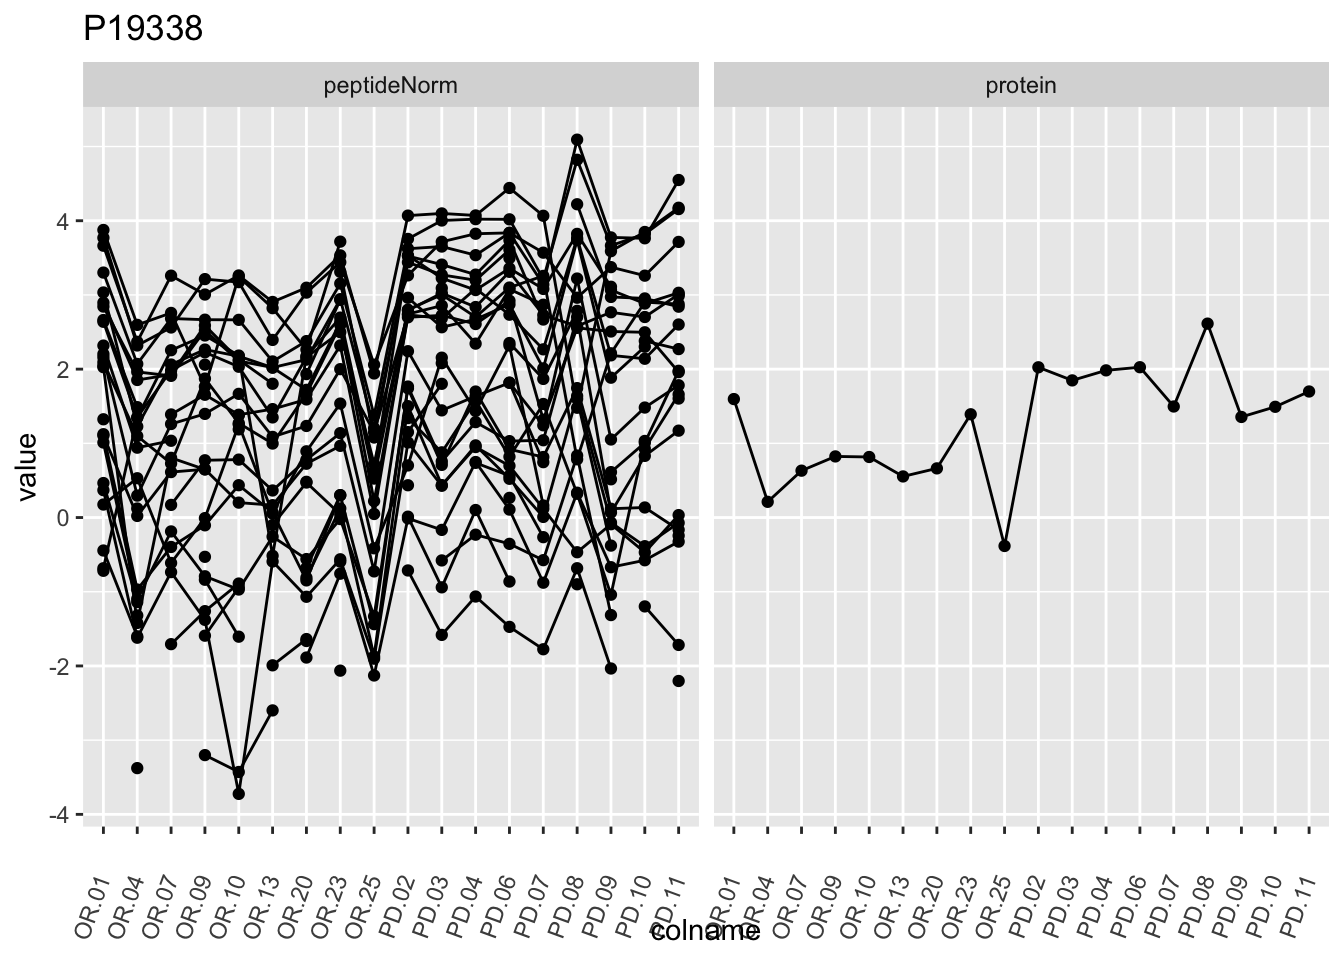 P19338
peptideNorm protein
value
4
2
0
-2
-4
OR.01 OR.04 OR.07 OR.09 OR.10 OR.13 OR.20 OR.23 OR.25 PD.02 PD.03 PD.04 PD.06 PD.07 PD.08 PD.09 PD.10 PD.11 OR.01 OR.04 OR.07 OR.09 OR.10 OR.13 OR.20 OR.23 OR.25 PD.02 PD.03 PD.04 PD.06 PD.07 PD.08 PD.09 PD.10 PD.11
colname